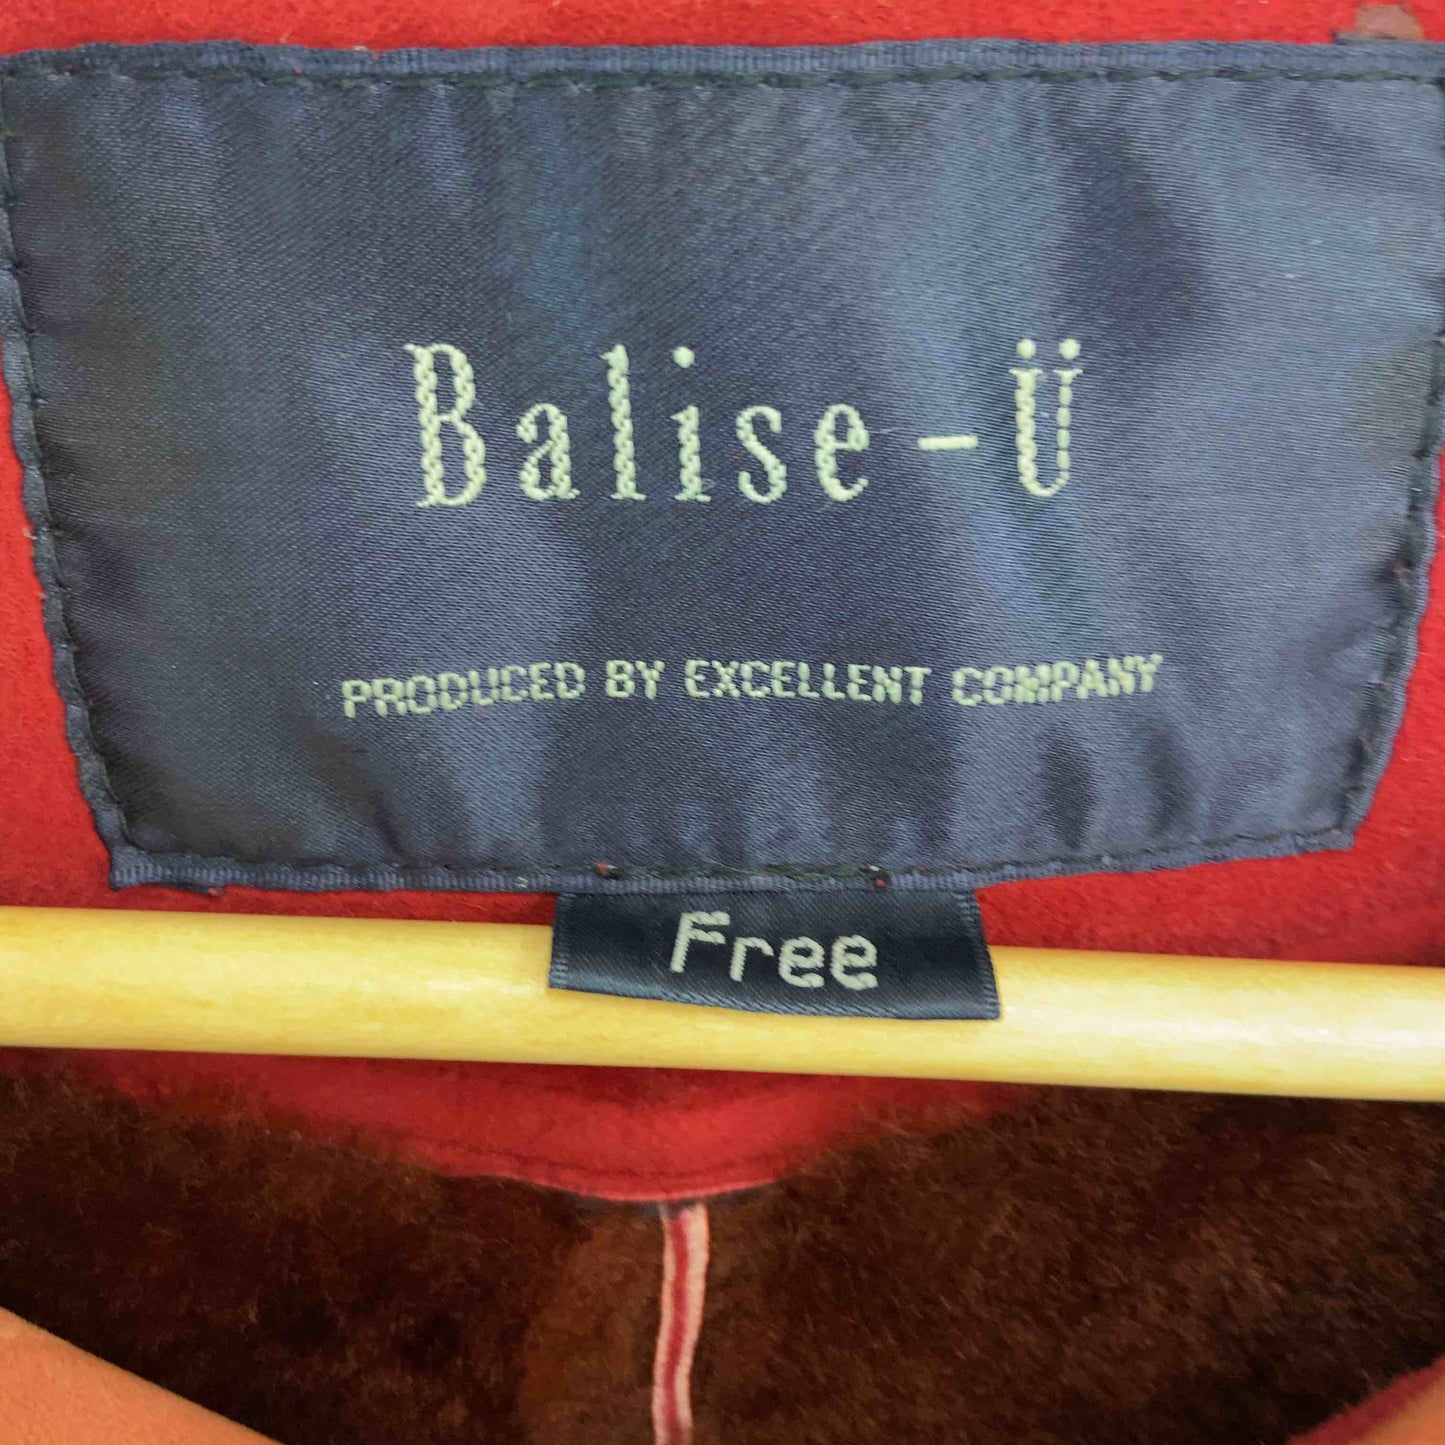 Balise-Ü
PRODUCED BY EXCELLENT COMPANY
Free